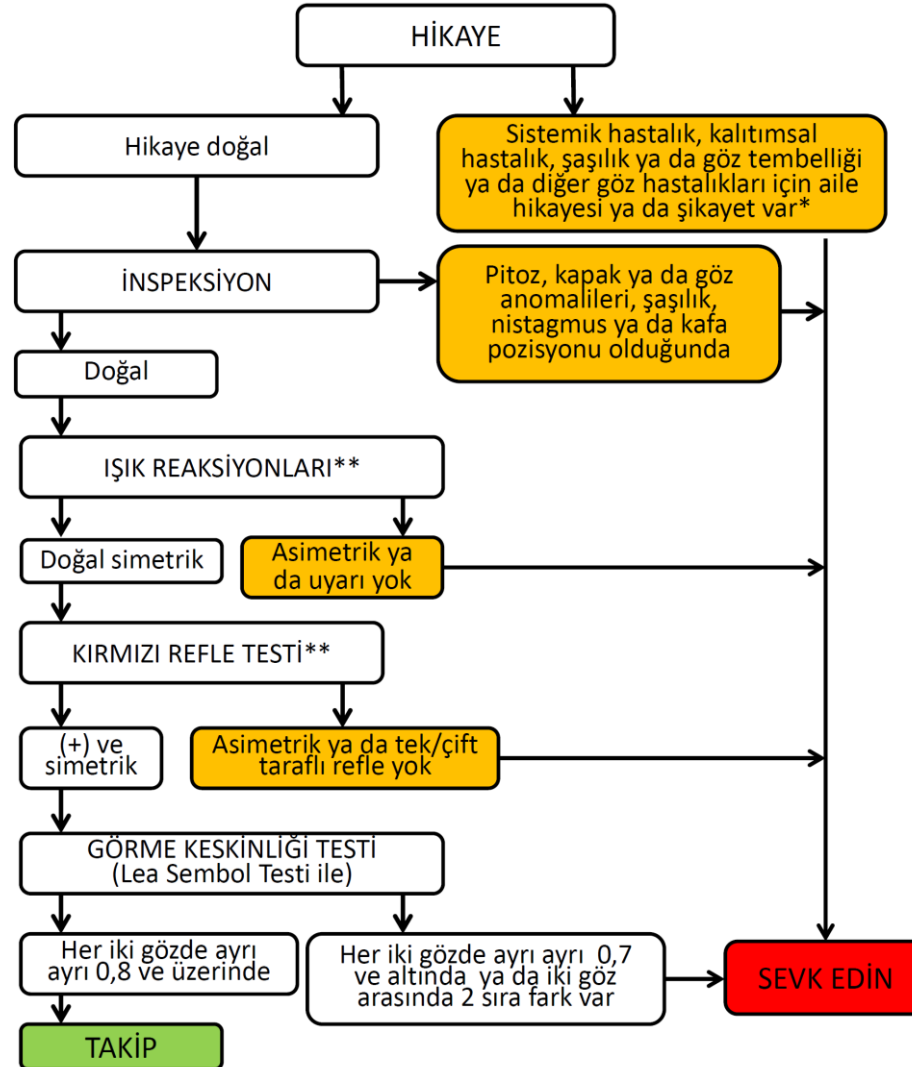 HİKAYE
Hikaye doğal
Sistemik hastalık, kalıtımsal
hastalık, şaşılık ya da göz tembelliği
ya da diğer göz hastalıkları için aile
hikayesi ya da şikayet var*
İNSPEKSİYON
Pitoz, kapak ya da göz
anomalileri, şaşılık,
nistagmus ya da kafa
pozisyonu olduğunda
Doğal
IŞIK REAKSİYONLARI**
Doğal simetrik
Asimetrik ya
da uyarı yok
KIRMIZI REFLE TESTİ**
(+) ve
simetrik
Asimetrik ya da tek/çift
taraflı refle yok
GÖRME KESKİNLİĞİ TESTİ
(Lea Sembol Testi ile)
Her iki gözde ayrı
ayrı 0,8 ve üzerinde
Her iki gözde ayrı ayrı 0,7
ve altında ya da iki göz
arasında 2 sıra fark var
SEVK EDİN
TAKİP